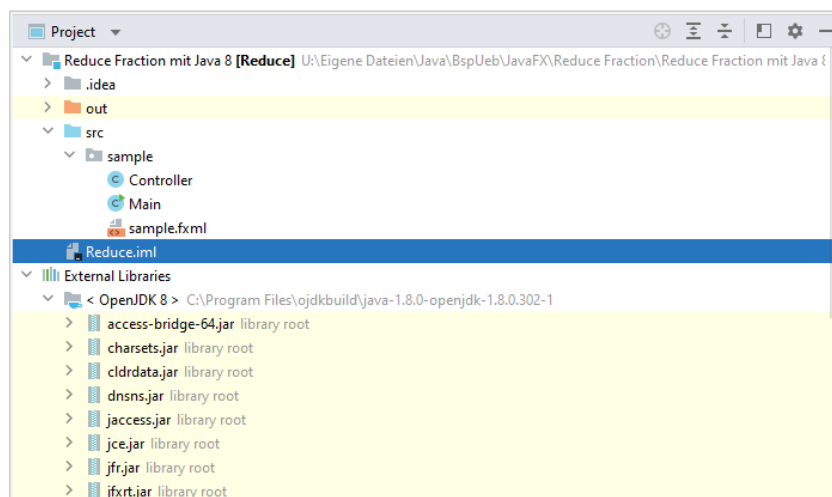 Project
Reduce Fraction mit Java 8 [Reduce] U:\Eigene Dateien\Java\BspUeb\JavaFX\Reduce Fraction\Reduce Fraction mit Java 8
.idea
out
src
sample
Controller
Main
sample.fxml
Reduce.iml
External Libraries
< OpenJDK 8 > C:\Program Files\ojdkbuild\java-1.8.0-openjdk-1.8.0.302-1
access-bridge-64.jar library root
charsets.jar library root
cldrdata.jar library root
dnsns.jar library root
jaccess.jar library root
jce.jar library root
jfr.jar library root
jfxrt.jar library root